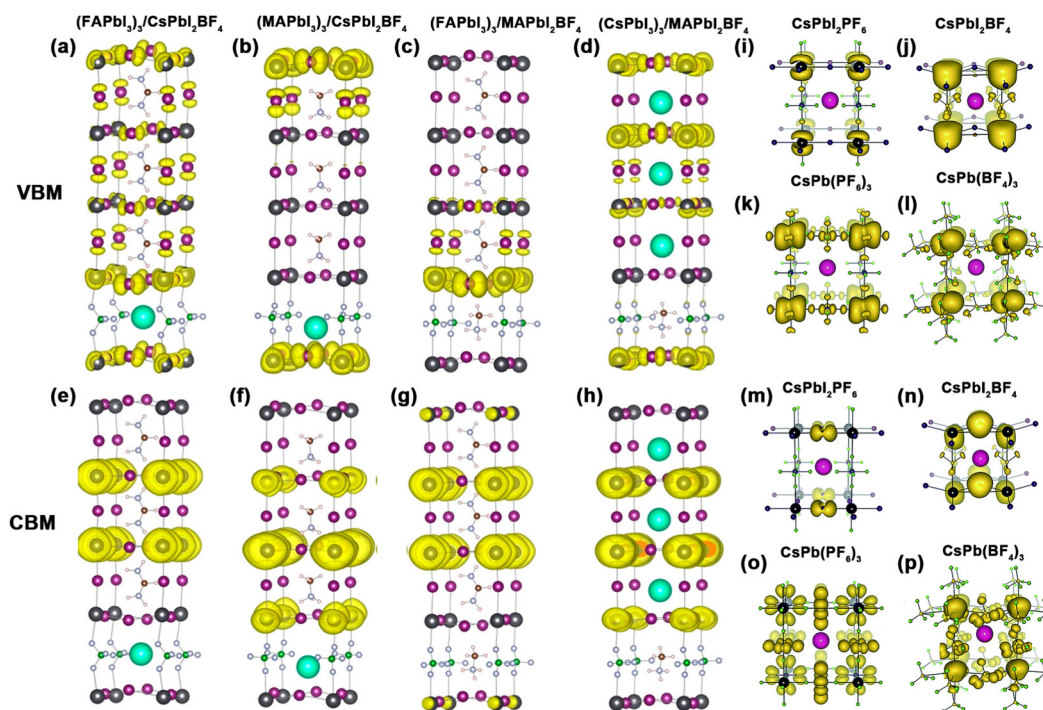 (FAPbI₃)₃/CsPbI₂BF₄ (MAPbI₃)₃/CsPbI₂BF₄ (FAPbI₃)₃/MAPbI₂BF₄ (CsPbI₃)₃/MAPbI₂BF₄ CsPbI₂PF₆ CsPbI₂BF₄
(a) (b) (c) (d) (i) (j)
VBM
CsPb(PF₆)₃ CsPb(BF₄)₃
(k) (l)
CsPbI₂PF₆ CsPbI₂BF₄
(e) (f) (g) (h) (m) (n)
CBM
CsPb(PF₆)₃ CsPb(BF₄)₃
(o) (p)